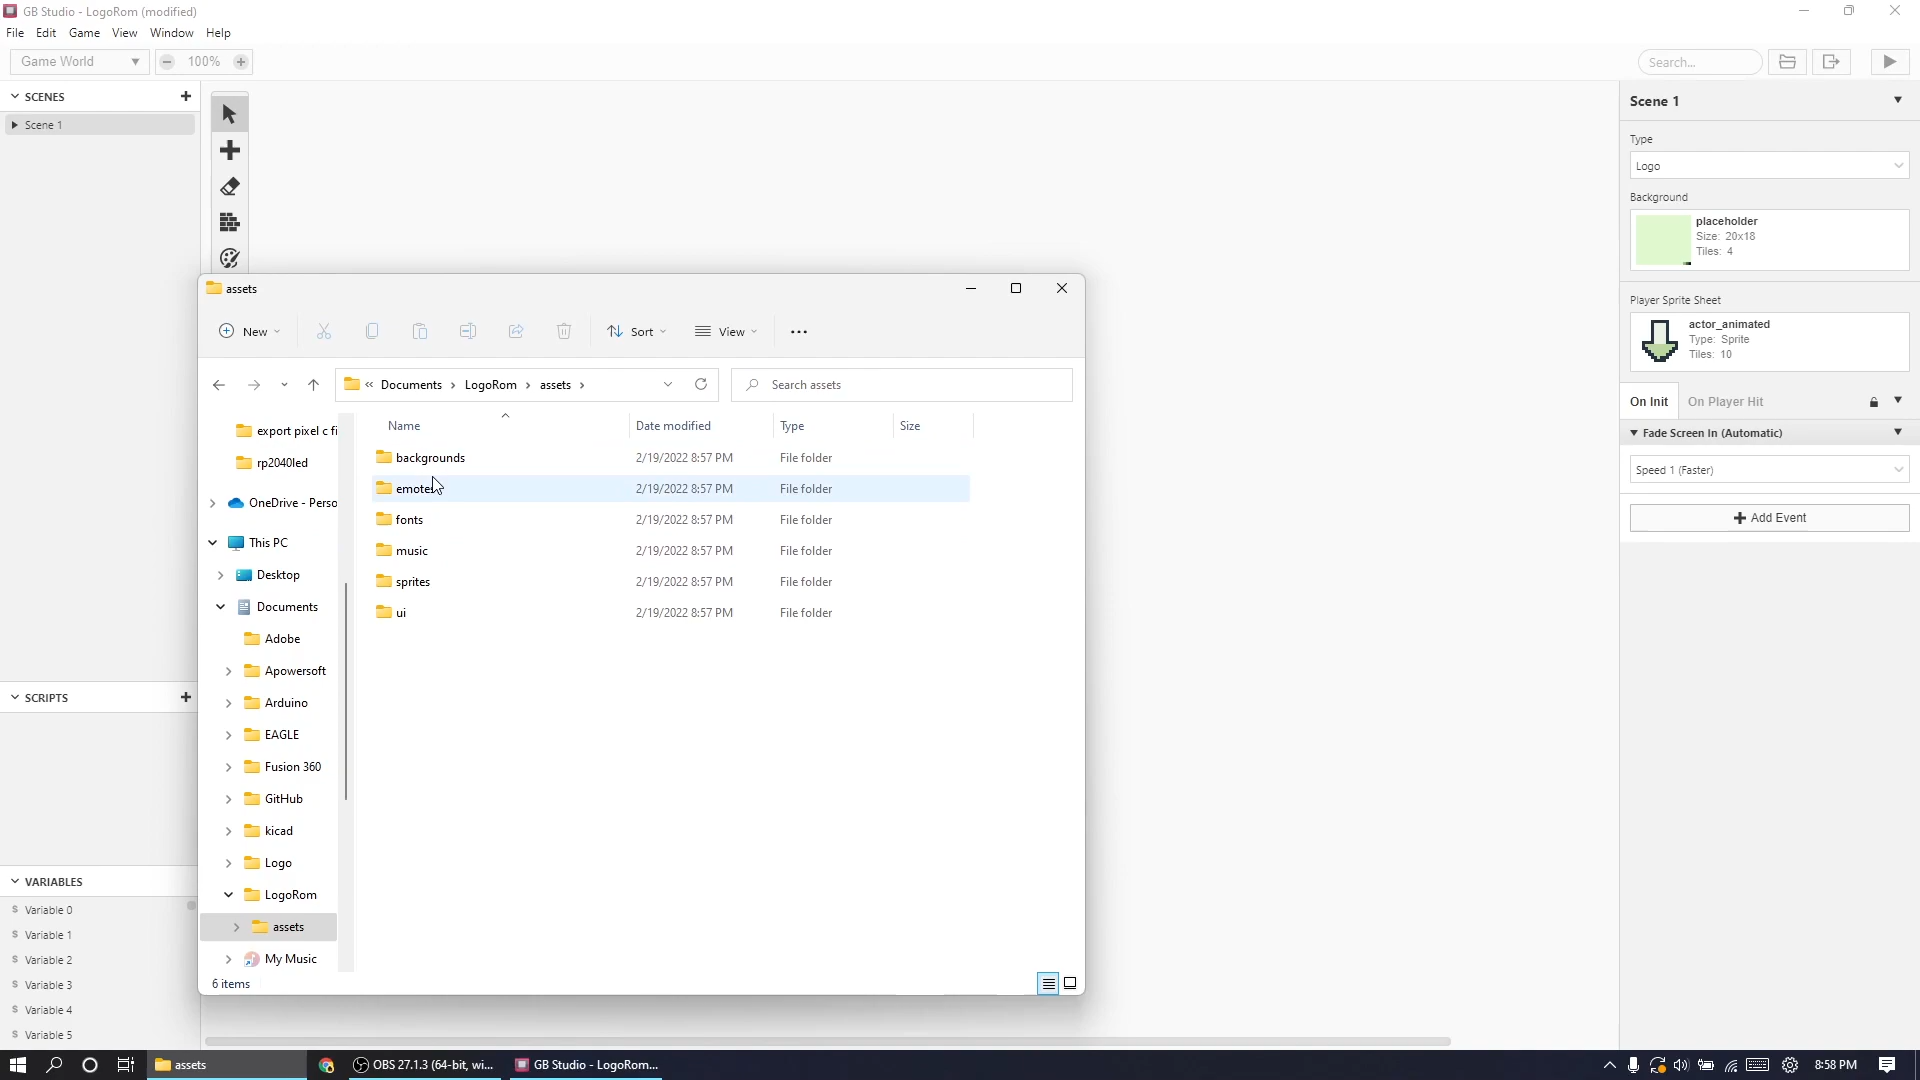 GB Studio - LogoRom (modified)
File Edit Game View Window Help
Game World 100% Search...
SCENES
Scene 1
SCRIPTS
VARIABLES
$ Variable 0
$ Variable 1
$ Variable 2
$ Variable 3
$ Variable 4
$ Variable 5
assets
New Sort View
« Documents › LogoRom › assets › Search assets
export pixel c fi
rp2040led
OneDrive - Perso
This PC
Desktop
Documents
Adobe
Apowersoft
Arduino
EAGLE
Fusion 360
GitHub
kicad
Logo
LogoRom
assets
My Music
Name Date modified Type Size
backgrounds 2/19/2022 8:57 PM File folder
emotes 2/19/2022 8:57 PM File folder
fonts 2/19/2022 8:57 PM File folder
music 2/19/2022 8:57 PM File folder
sprites 2/19/2022 8:57 PM File folder
ui 2/19/2022 8:57 PM File folder
6 items
Scene 1
Type
Logo
Background
placeholder
Size: 20x18
Tiles: 4
Player Sprite Sheet
actor_animated
Type: Sprite
Tiles: 10
On Init On Player Hit
Fade Screen In (Automatic)
Speed 1 (Faster)
Add Event
assets OBS 27.1.3 (64-bit, wi... GB Studio - LogoRom... 8:58 PM